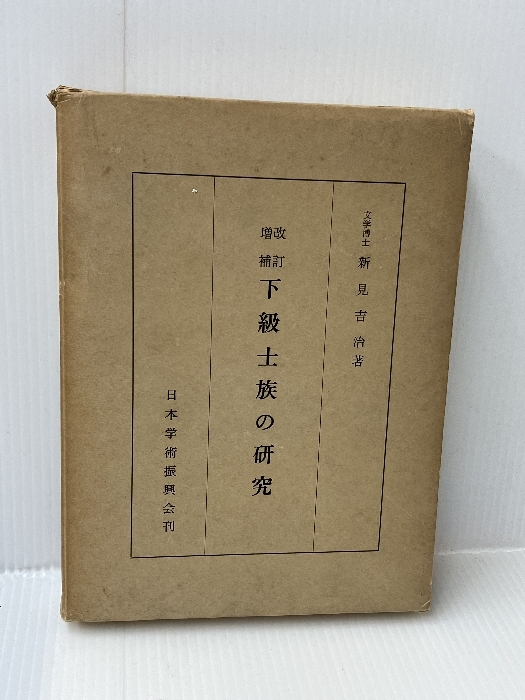 文学博士 新見吉治著
改訂
増補
下級士族の研究
日本学術振興会刊